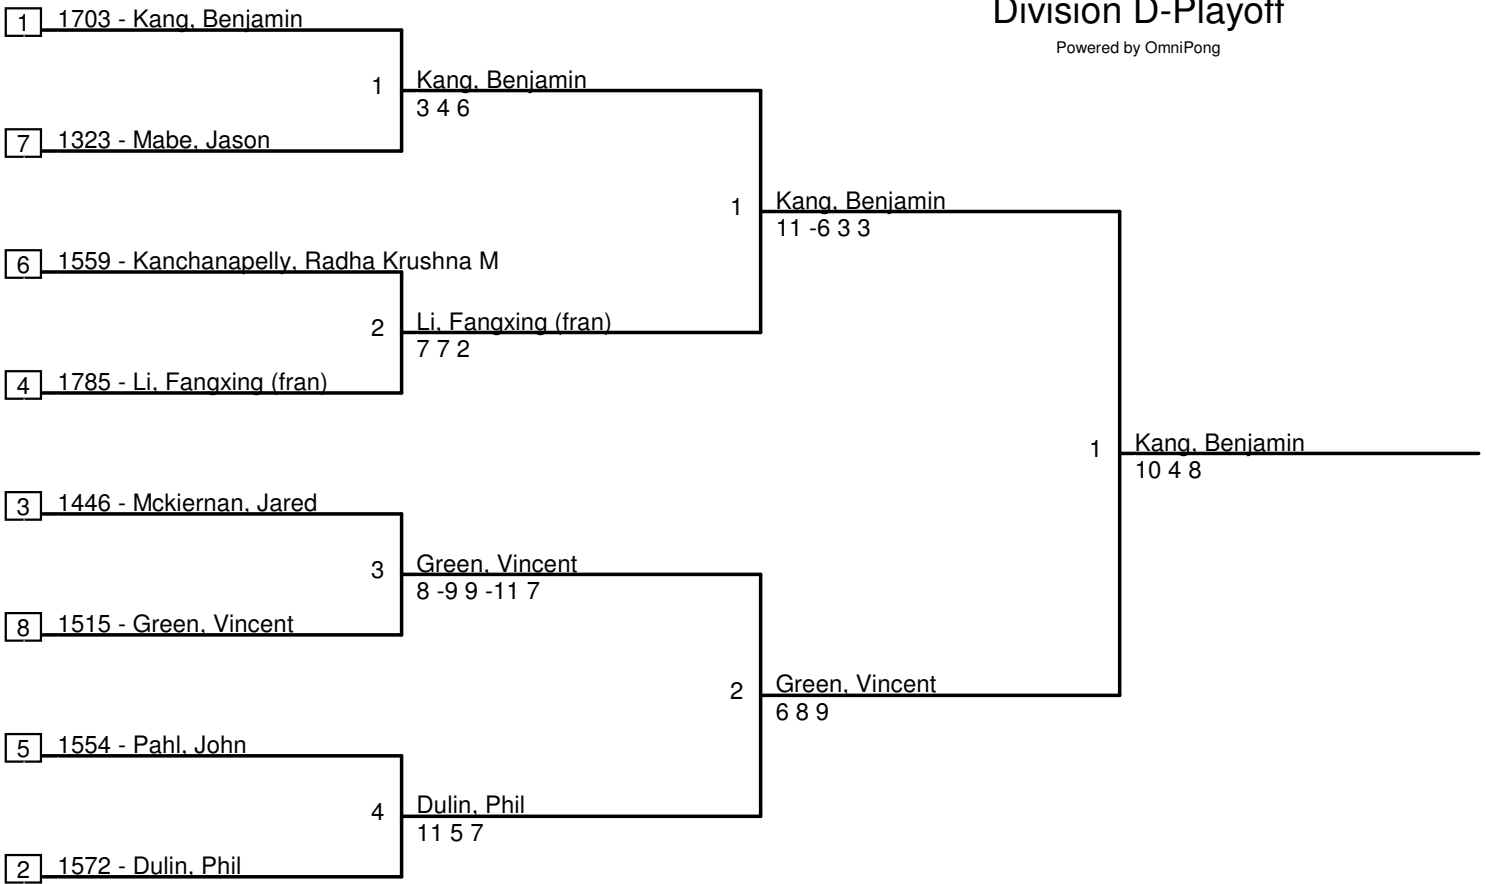 Division D-Playoff
Powered by OmniPong
1 1703 - Kang, Benjamin
1 Kang, Benjamin
3 4 6
7 1323 - Mabe, Jason
1 Kang, Benjamin
11 -6 3 3
6 1559 - Kanchanapelly, Radha Krushna M
2 Li, Fangxing (fran)
7 7 2
4 1785 - Li, Fangxing (fran)
1 Kang, Benjamin
10 4 8
3 1446 - Mckiernan, Jared
3 Green, Vincent
8 -9 9 -11 7
8 1515 - Green, Vincent
2 Green, Vincent
6 8 9
5 1554 - Pahl, John
4 Dulin, Phil
11 5 7
2 1572 - Dulin, Phil